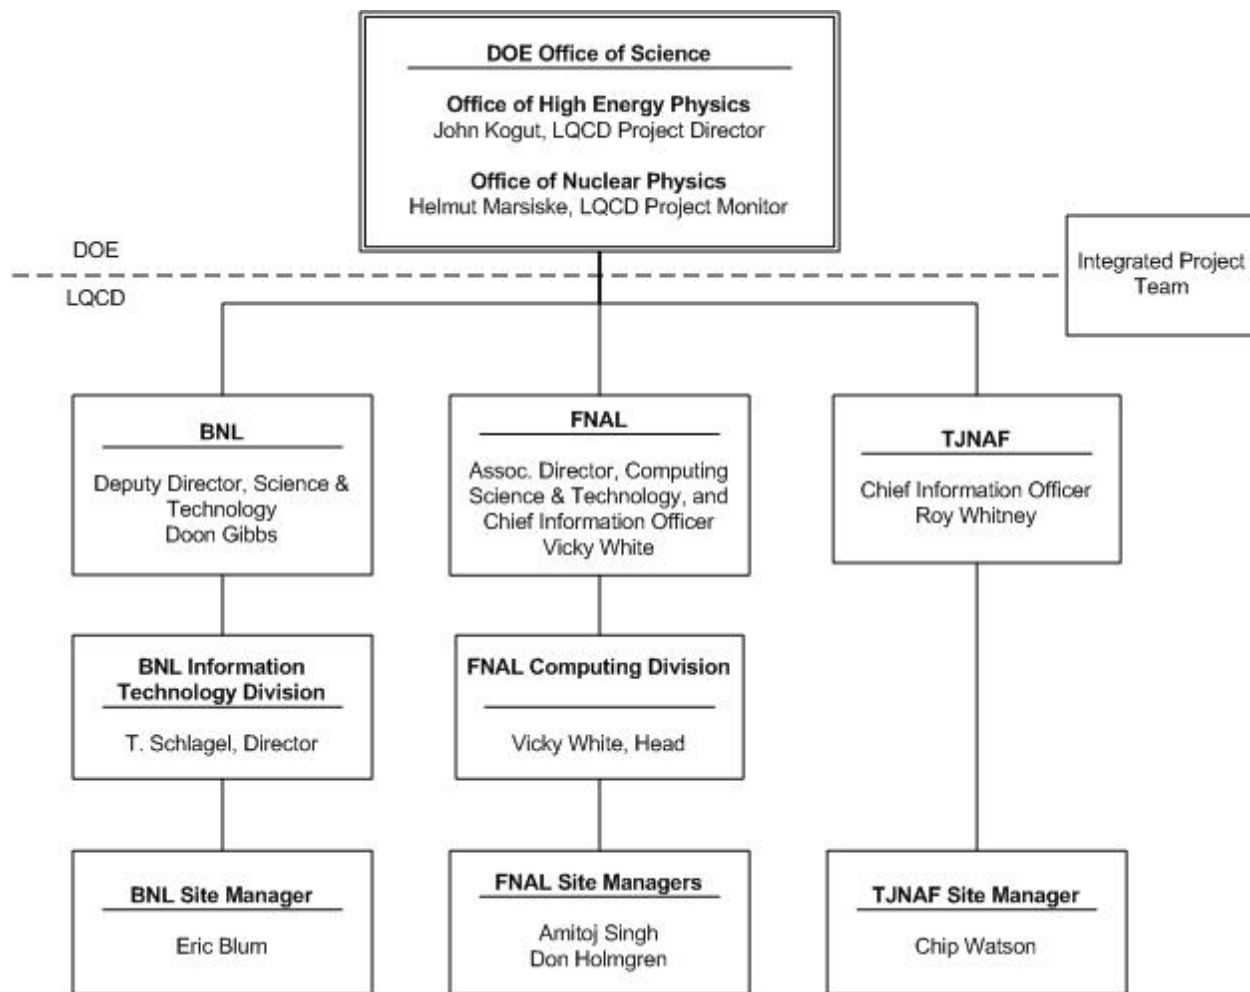 DOE Office of Science
Office of High Energy Physics
John Kogut, LQCD Project Director
Office of Nuclear Physics
Helmut Marsiske, LQCD Project Monitor
DOE
LQCD
Integrated Project
Team
BNL
Deputy Director, Science &
Technology
Doon Gibbs
FNAL
Assoc. Director, Computing
Science & Technology, and
Chief Information Officer
Vicky White
TJNAF
Chief Information Officer
Roy Whitney
BNL Information
Technology Division
T. Schlagel, Director
FNAL Computing Division
Vicky White, Head
BNL Site Manager
Eric Blum
FNAL Site Managers
Amitoj Singh
Don Holmgren
TJNAF Site Manager
Chip Watson